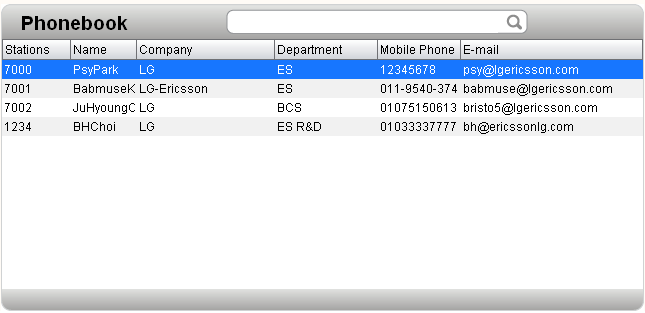 Phonebook
Stations Name Company Department Mobile Phone E-mail
7000 PsyPark LG ES 12345678 psy@lgericsson.com
7001 BabmuseK LG-Ericsson ES 011-9540-374 babmuse@lgericsson.com
7002 JuHyoungC LG BCS 01075150613 bristo5@lgericsson.com
1234 BHChoi LG ES R&D 01033337777 bh@ericssonlg.com